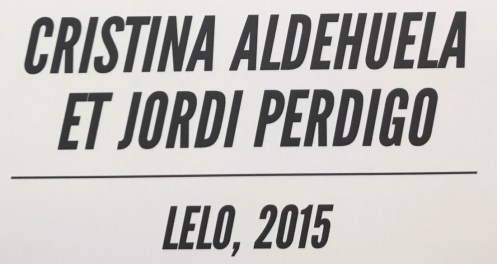 CRISTINA ALDEHUELA
ET JORDI PERDIGO
LELO, 2015